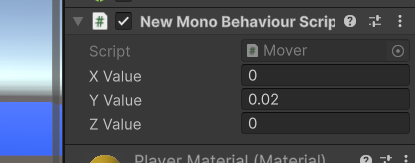 New Mono Behaviour Scrip
Script Mover
X Value 0
Y Value 0.02
Z Value 0
Player Material (Material)